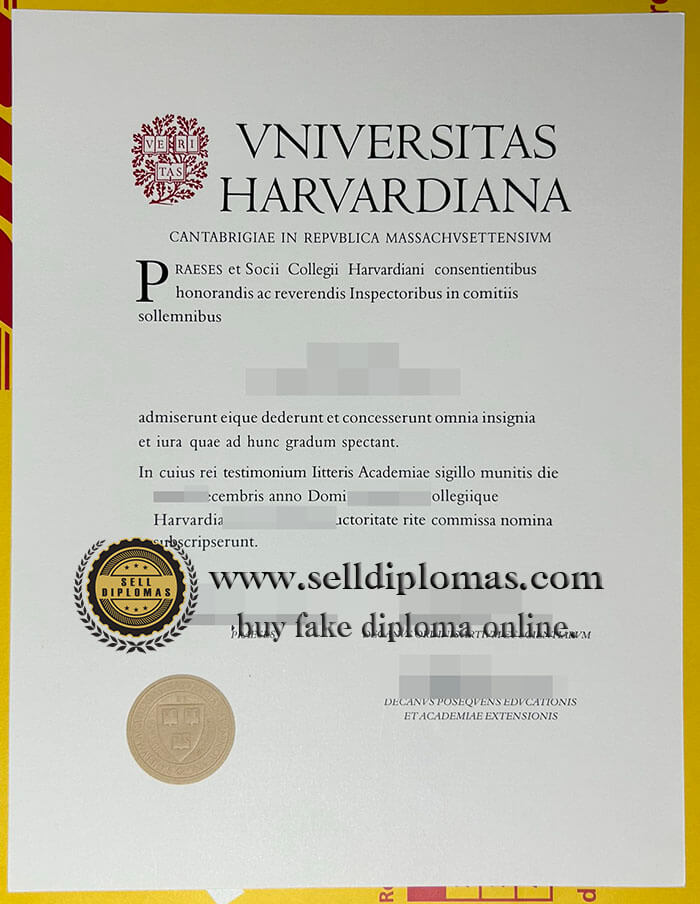 VE RI
TAS
VNIVERSITAS
HARVARDIANA
CANTABRIGIAE IN REPVBLICA MASSACHVSETTENSIVM
PRAESES et Socii Collegii Harvardiani consentientibus
honorandis ac reverendis Inspectoribus in comitiis
sollemnibus
admiserunt eique dederunt et concesserunt omnia insignia
et iura quae ad hunc gradum spectant.
In cuius rei testimonium Iitteris Academiae sigillo munitis die
ecembris anno Domi ollegiique
Harvardia uctoritate rite commissa nomina
subscripserunt.
SELL
DIPLOMAS
www.selldiplomas.com
buy fake diploma online
PRAESES
DECANVS POSEQVENS EDVCATIONIS
ET ACADEMIAE EXTENSIONIS